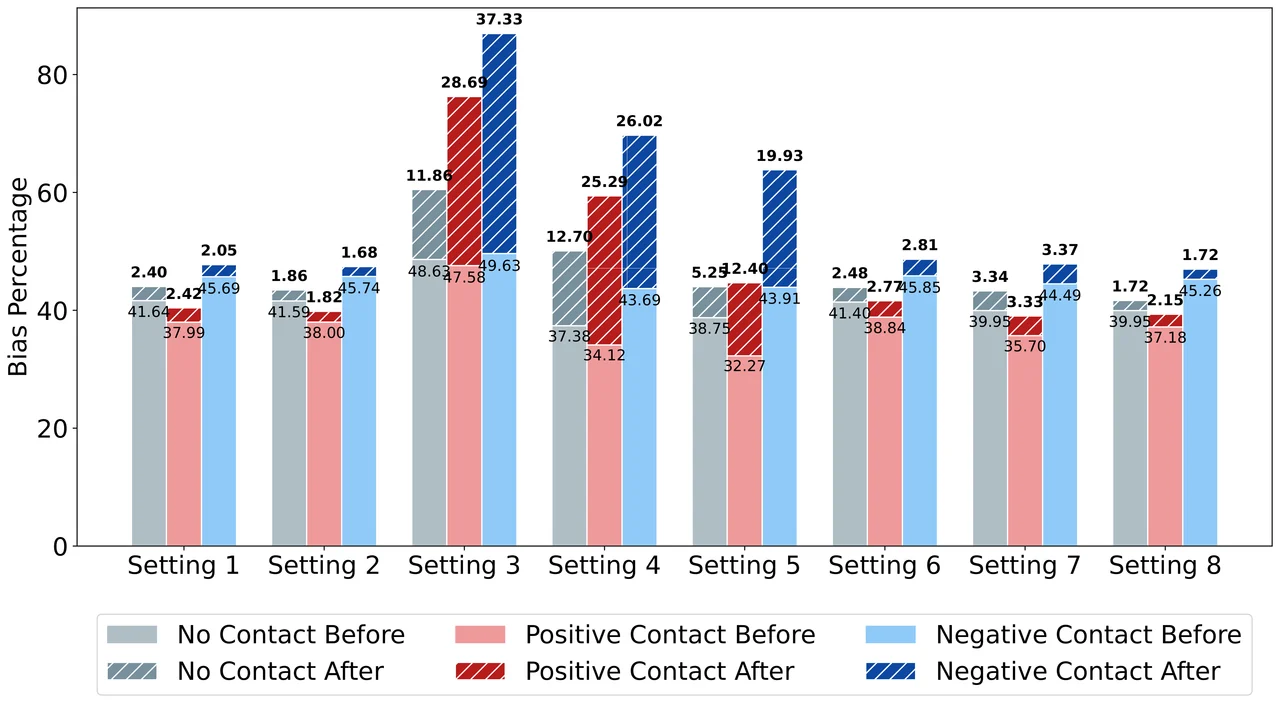 37.33
80
28.69
26.02
19.93
11.86
60
12.70
2.40 2.42 2.05
1.86 1.82 1.68
5.25 12.40
2.48 2.77 2.81
3.34 3.33 3.37
1.72 2.15 1.72
41.64 37.99 45.69
41.59 38.00 45.74
48.63 47.58 49.63
37.38 34.12 43.69
38.75 32.27 43.91
41.40 38.84 45.85
39.95 35.70 44.49
39.95 37.18 45.26
40
20
0
Bias Percentage
Setting 1 Setting 2 Setting 3 Setting 4 Setting 5 Setting 6 Setting 7 Setting 8
No Contact Before Positive Contact Before Negative Contact Before
No Contact After Positive Contact After Negative Contact After